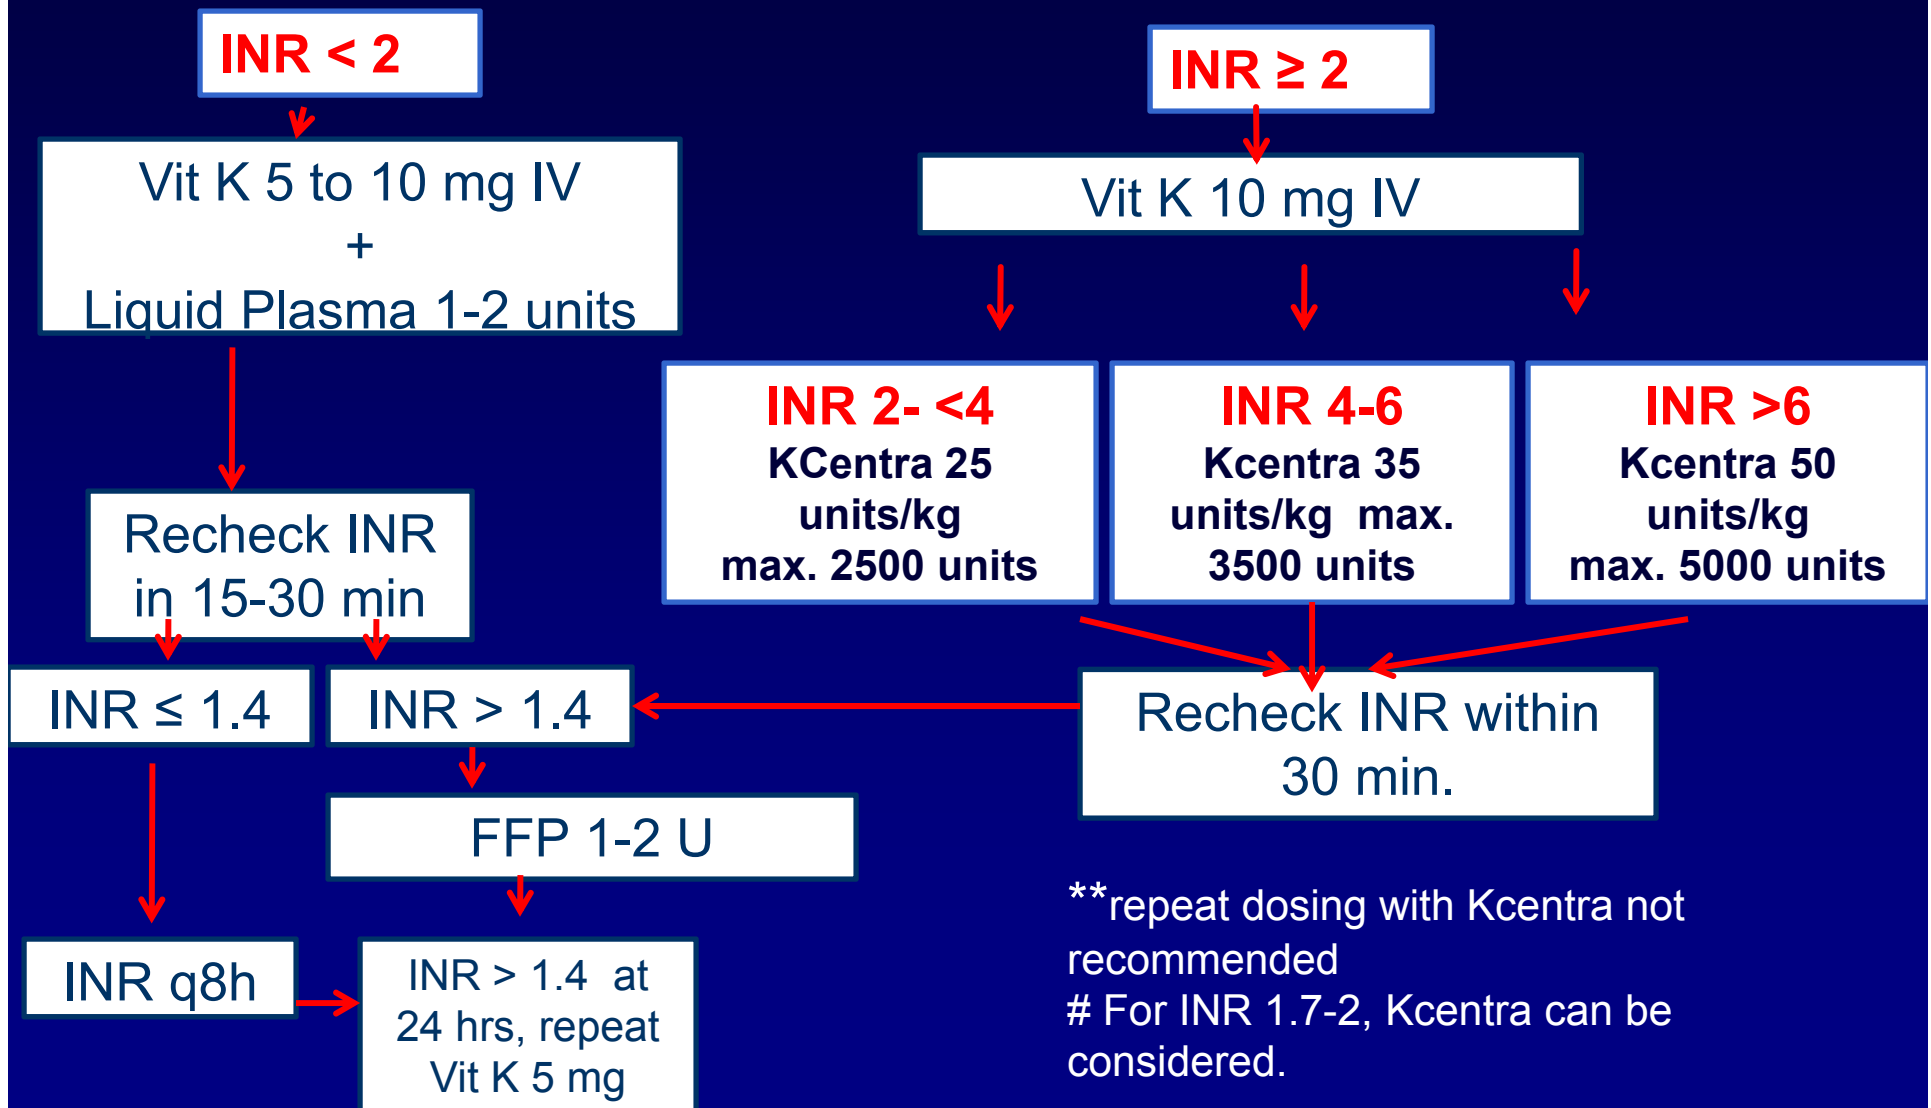 INR < 2
INR ≥ 2
Vit K 5 to 10 mg IV
+
Liquid Plasma 1-2 units
Vit K 10 mg IV
INR 2- <4
KCentra 25
units/kg
max. 2500 units
INR 4-6
Kcentra 35
units/kg max.
3500 units
INR >6
Kcentra 50
units/kg
max. 5000 units
Recheck INR
in 15-30 min
INR ≤ 1.4
INR > 1.4
Recheck INR within
30 min.
FFP 1-2 U
INR q8h
INR > 1.4 at
24 hrs, repeat
Vit K 5 mg
**repeat dosing with Kcentra not
recommended
# For INR 1.7-2, Kcentra can be
considered.